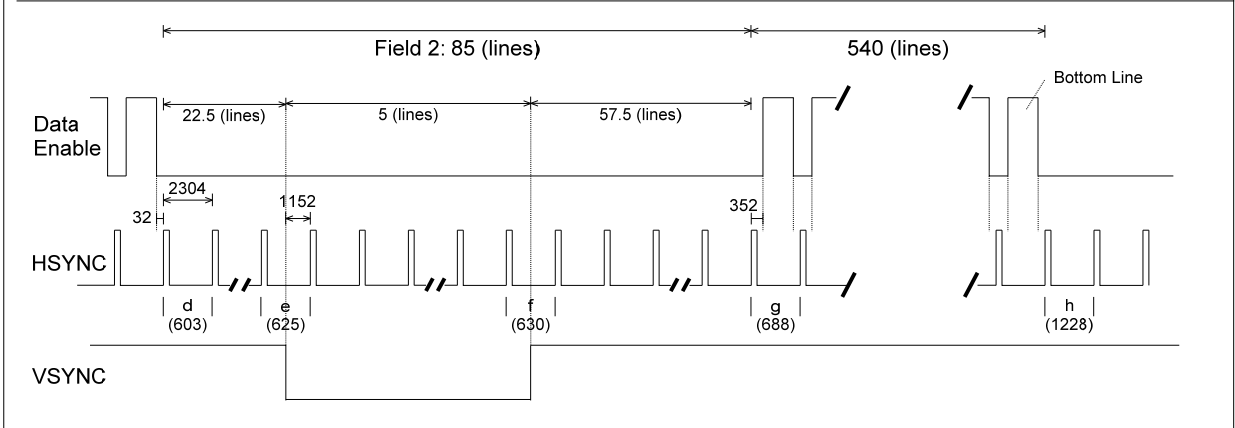 Field 2: 85 (lines)
540 (lines)
Bottom Line
22.5 (lines)
5 (lines)
57.5 (lines)
Data
Enable
2304
1152
32
352
HSYNC
d
(603)
e
(625)
f
(630)
g
(688)
h
(1228)
VSYNC